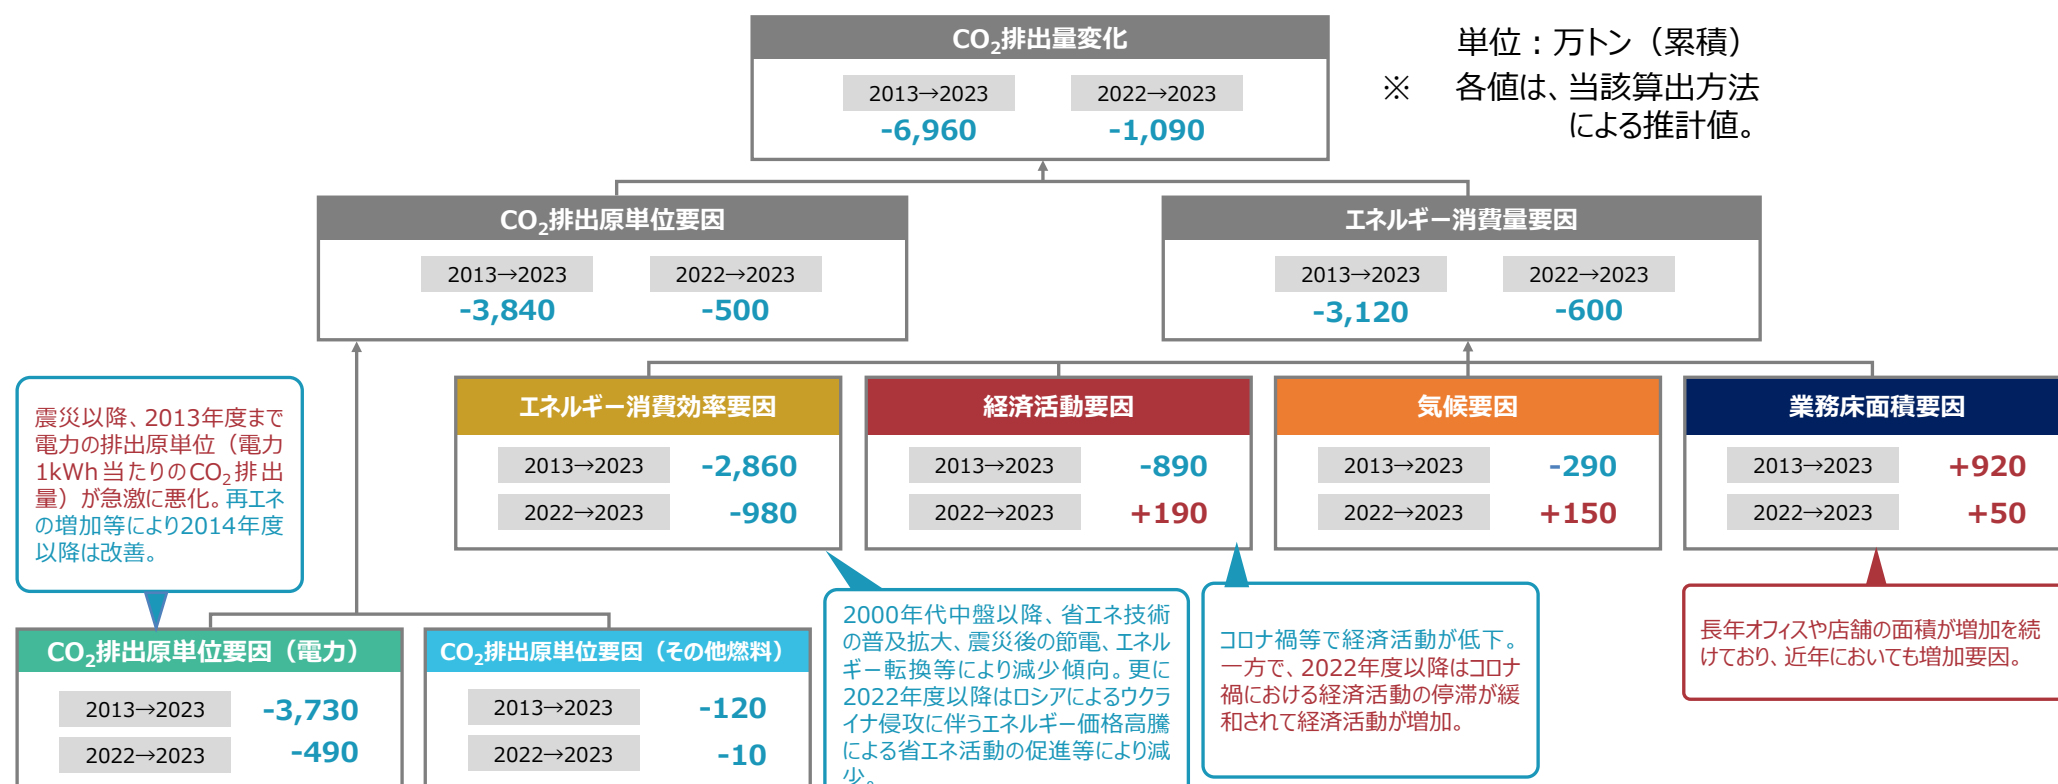 CO₂排出量変化
2013→2023
2022→2023
-6,960
-1,090
単位：万トン（累積）
※ 各値は、当該算出方法
による推計値。
CO₂排出原単位要因
2013→2023
2022→2023
-3,840
-500
エネルギー消費量要因
2013→2023
2022→2023
-3,120
-600
震災以降、2013年度まで
電力の排出原単位（電力
1kWh当たりのCO₂排出
量）が急激に悪化。再エネ
の増加等により2014年度
以降は改善。
エネルギー消費効率要因
2013→2023 -2,860
2022→2023 -980
経済活動要因
2013→2023 -890
2022→2023 +190
気候要因
2013→2023 -290
2022→2023 +150
業務床面積要因
2013→2023 +920
2022→2023 +50
CO₂排出原単位要因（電力）
2013→2023 -3,730
2022→2023 -490
CO₂排出原単位要因（その他燃料）
2013→2023 -120
2022→2023 -10
2000年代中盤以降、省エネ技術
の普及拡大、震災後の節電、エネル
ギー転換等により減少傾向。更に
2022年度以降はロシアによるウクラ
イナ侵攻に伴うエネルギー価格高騰
による省エネ活動の促進等により減
少。
コロナ禍等で経済活動が低下。
一方で、2022年度以降はコロナ
禍における経済活動の停滞が緩
和されて経済活動が増加。
長年オフィスや店舗の面積が増加を続
けており、近年においても増加要因。